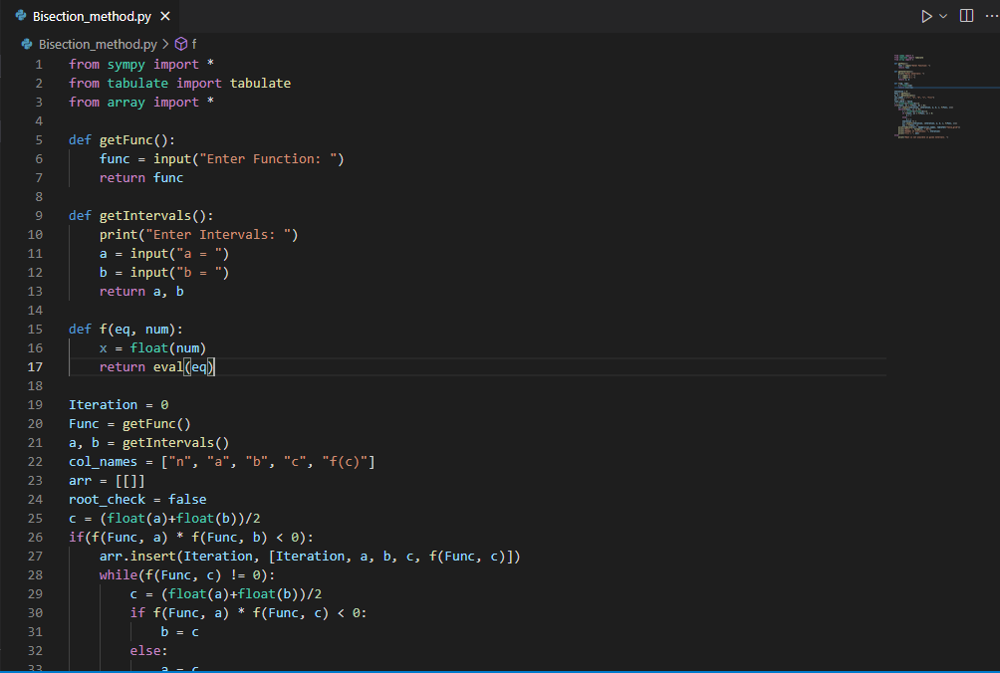 Bisection_method.py
Bisection_method.py > f
1 from sympy import *
2 from tabulate import tabulate
3 from array import *
4
5 def getFunc():
6     func = input("Enter Function: ")
7     return func
8
9 def getIntervals():
10     print("Enter Intervals: ")
11     a = input("a = ")
12     b = input("b = ")
13     return a, b
14
15 def f(eq, num):
16     x = float(num)
17     return eval(eq)
18
19 Iteration = 0
20 Func = getFunc()
21 a, b = getIntervals()
22 col_names = ["n", "a", "b", "c", "f(c)"]
23 arr = [[]]
24 root_check = false
25 c = (float(a)+float(b))/2
26 if(f(Func, a) * f(Func, b) < 0):
27     arr.insert(Iteration, [Iteration, a, b, c, f(Func, c)])
28     while(f(Func, c) != 0):
29         c = (float(a)+float(b))/2
30         if f(Func, a) * f(Func, c) < 0:
31             b = c
32         else:
33             a = c